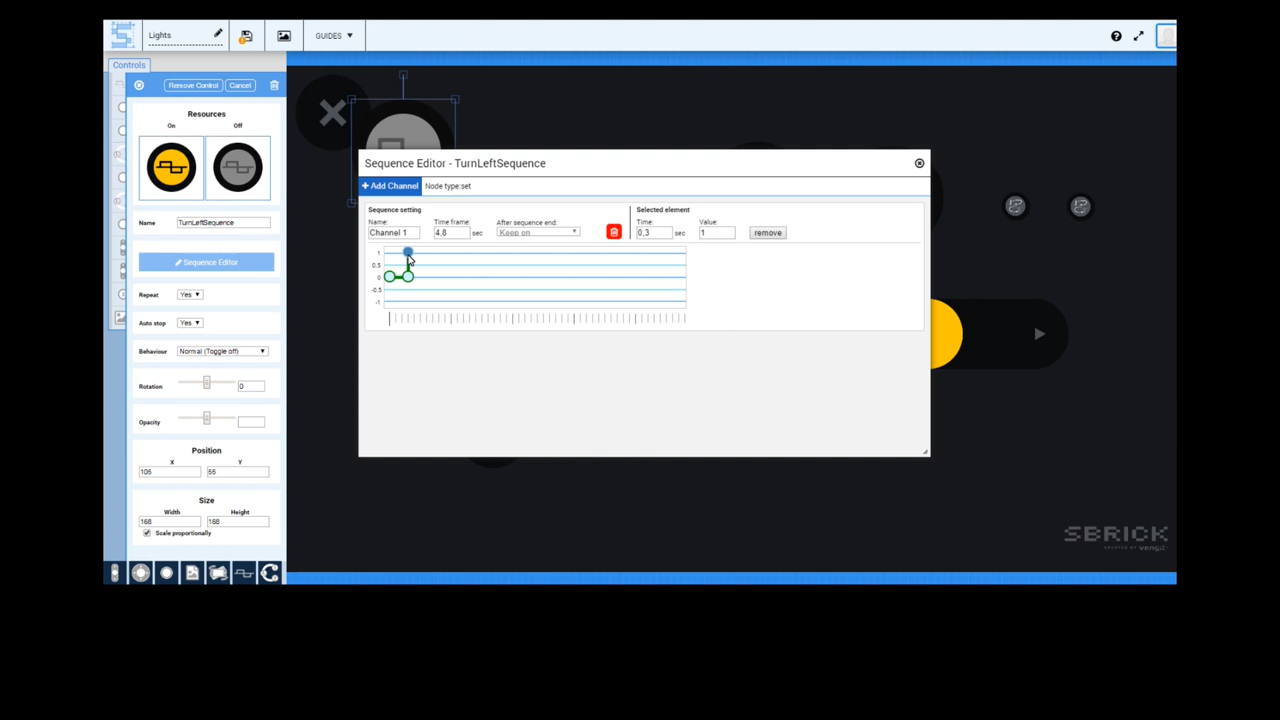 Lights
GUIDES ▼
Controls
Remove Control Cancel
Resources
On Off
Name TurnLeftSequence
Sequence Editor
Repeat Yes ▼
Auto stop Yes ▼
Behaviour Normal (Toggle off) ▼
Rotation 0
Opacity
Position
X Y
105 55
Size
Width Height
168 168
Scale proportionally
Sequence Editor - TurnLeftSequence
+ Add Channel Node type:set
Sequence setting Selected element
Name: Time frame: After sequence end: Time: Value:
Channel 1 4,8 sec Keep on 0,3 sec 1 remove
1
0.5
0
-0.5
-1
SBRICK